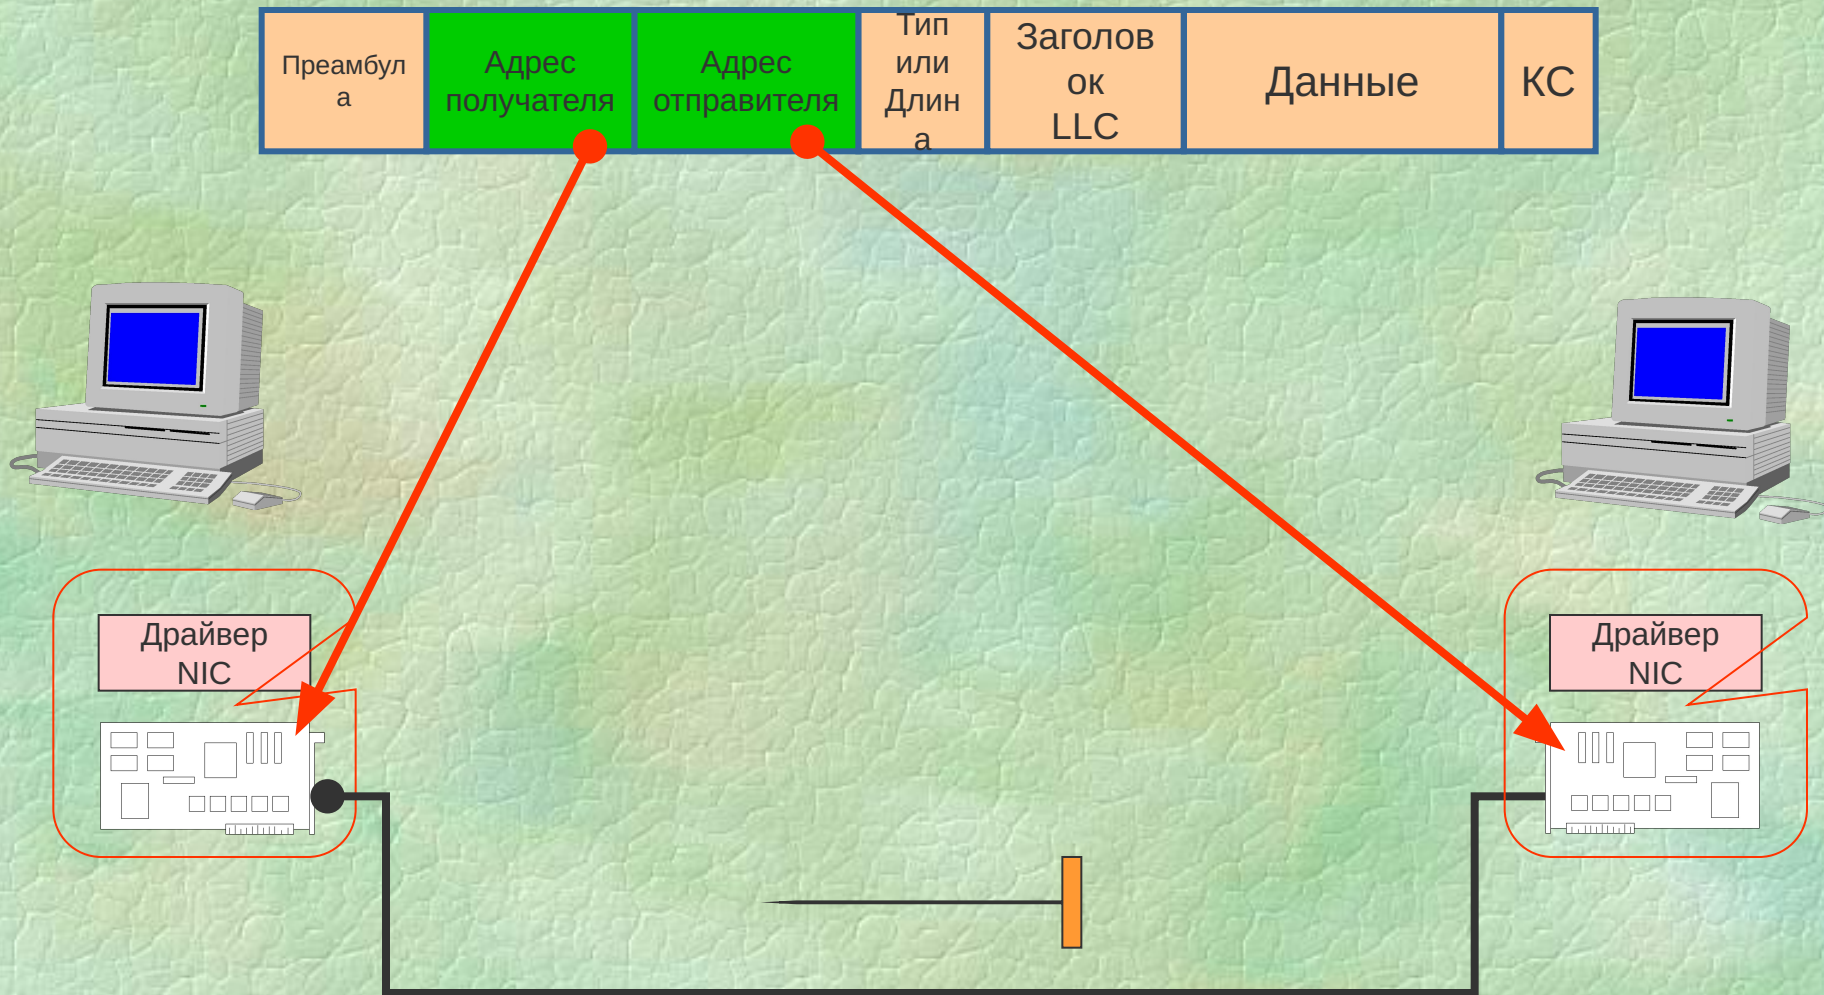 Преамбул
а
Адрес
получателя
Адрес
отправителя
Тип
или
Длин
а
Заголов
ок
LLC
Данные
КС
Драйвер
NIC
Драйвер
NIC